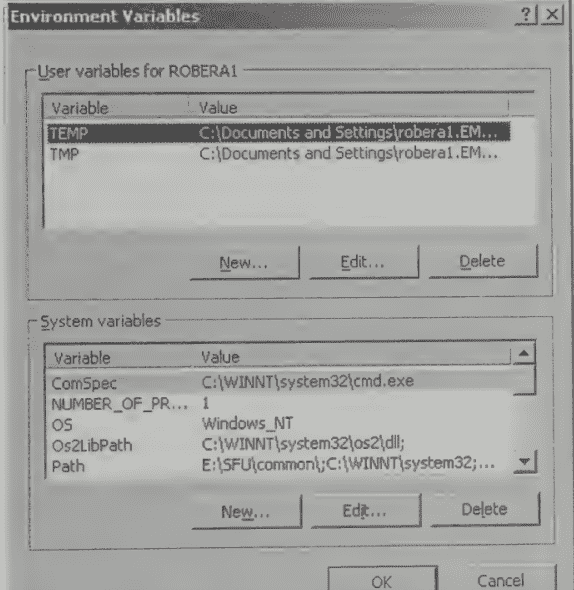 Environment Variables ? X
User variables for ROBERA1
Variable Value
TEMP C:\Documents and Settings\robera1.EM...
TMP C:\Documents and Settings\robera1.EM...
New... Edit... Delete
System variables
Variable Value
ComSpec C:\WINNT\system32\cmd.exe
NUMBER_OF_PR... 1
OS Windows_NT
Os2LibPath C:\WINNT\system32\os2\dll;
Path E:\SFU\common\;C:\WINNT\system32;...
New... Edit... Delete
OK Cancel